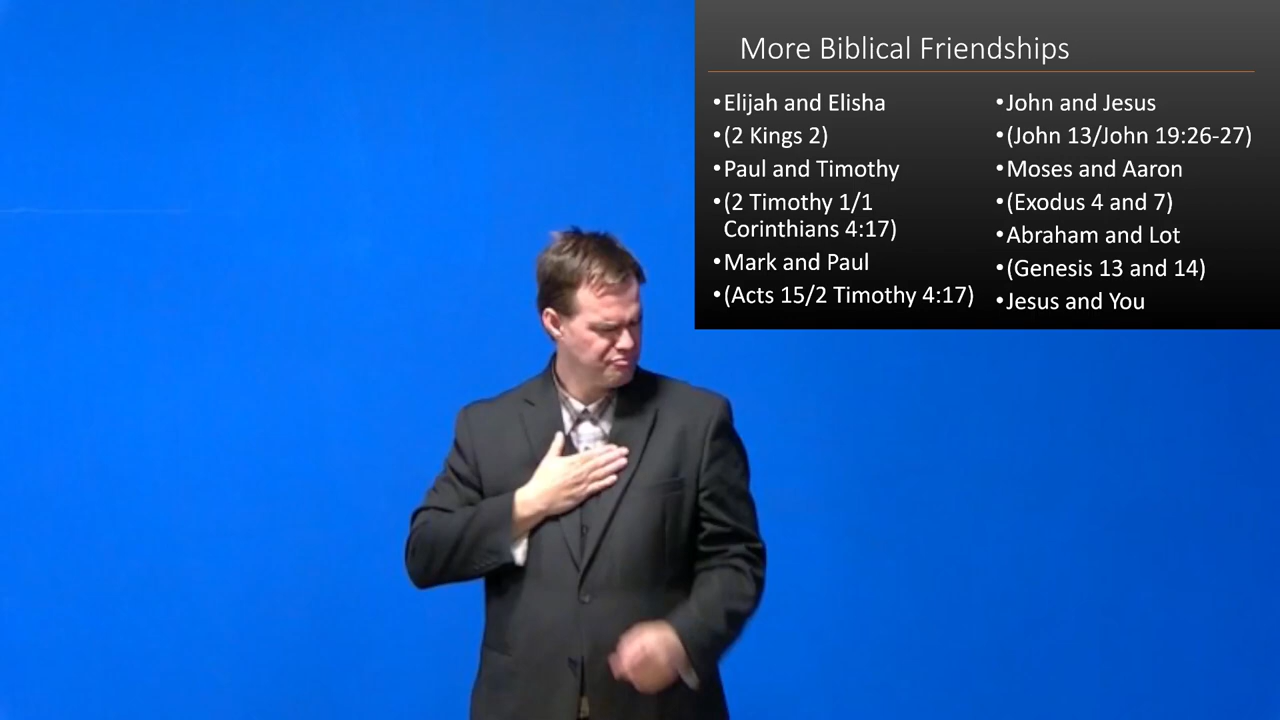 More Biblical Friendships
•Elijah and Elisha
•(2 Kings 2)
•Paul and Timothy
•(2 Timothy 1/1
Corinthians 4:17)
•Mark and Paul
•(Acts 15/2 Timothy 4:17)
•John and Jesus
•(John 13/John 19:26-27)
•Moses and Aaron
•(Exodus 4 and 7)
•Abraham and Lot
•(Genesis 13 and 14)
•Jesus and You